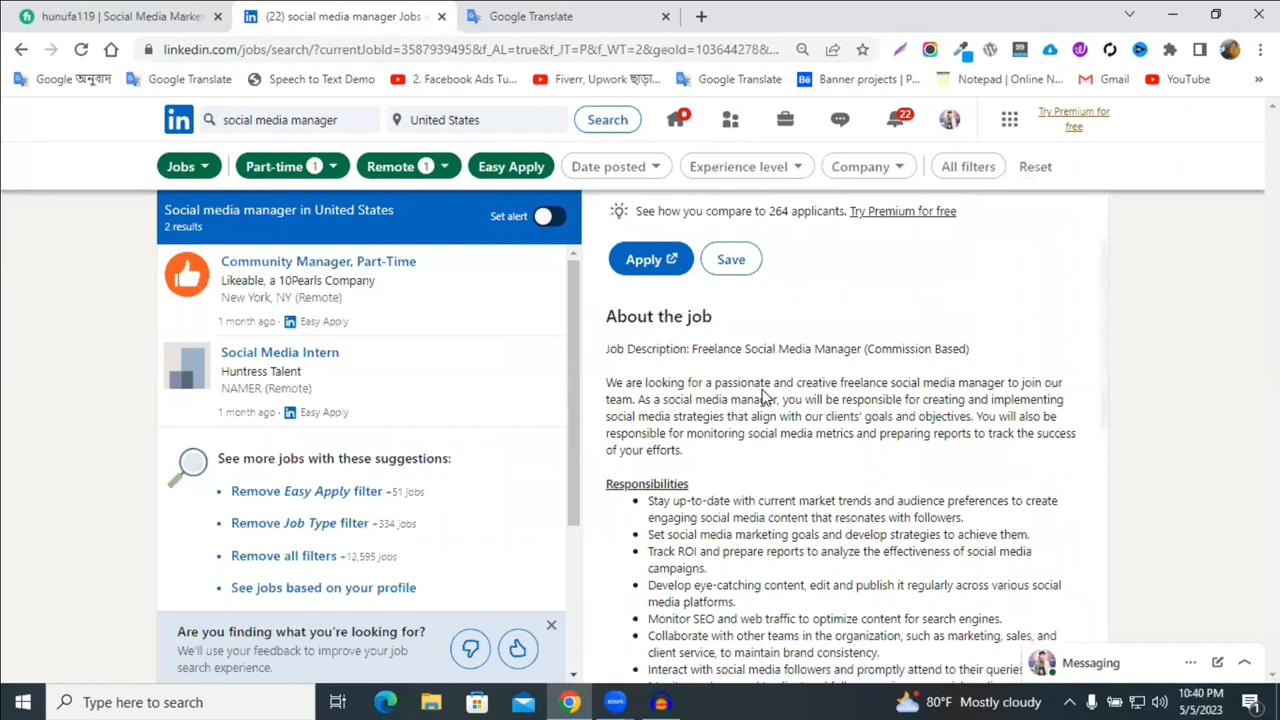 hunufa119 | Social Media Marke
(22) social media manager Jobs i
Google Translate
linkedin.com/jobs/search/?currentJobId=3587939495&f_AL=true&f_JT=P&f_WT=2&geoId=103644278&...
Google অনুবাদ
Google Translate
Speech to Text Demo
2. Facebook Ads Tu...
Fiverr, Upwork ছাড়া...
Google Translate
Banner projects | P...
Notepad | Online N...
Gmail
YouTube
»
in
social media manager
United States
Search
22
Try Premium for
free
Jobs
Part-time 1
Remote 1
Easy Apply
Date posted
Experience level
Company
All filters
Reset
Social media manager in United States
2 results
Set alert
Community Manager, Part-Time
Likeable, a 10Pearls Company
New York, NY (Remote)
1 month ago · in Easy Apply
Social Media Intern
Huntress Talent
NAMER (Remote)
1 month ago · in Easy Apply
See more jobs with these suggestions:
• Remove Easy Apply filter +51 jobs
• Remove Job Type filter +334 jobs
• Remove all filters +12,595 jobs
• See jobs based on your profile
Are you finding what you're looking for?
We'll use your feedback to improve your job
search experience.
See how you compare to 264 applicants. Try Premium for free
Apply
Save
About the job
Job Description: Freelance Social Media Manager (Commission Based)
We are looking for a passionate and creative freelance social media manager to join our
team. As a social media manager, you will be responsible for creating and implementing
social media strategies that align with our clients' goals and objectives. You will also be
responsible for monitoring social media metrics and preparing reports to track the success
of your efforts.
Responsibilities
• Stay up-to-date with current market trends and audience preferences to create
engaging social media content that resonates with followers.
• Set social media marketing goals and develop strategies to achieve them.
• Track ROI and prepare reports to analyze the effectiveness of social media
campaigns.
• Develop eye-catching content, edit and publish it regularly across various social
media platforms.
• Monitor SEO and web traffic to optimize content for search engines.
• Collaborate with other teams in the organization, such as marketing, sales, and
client service, to maintain brand consistency.
• Interact with social media followers and promptly attend to their queries
Messaging
Type here to search
zoom
80°F Mostly cloudy
10:40 PM
5/5/2023
1